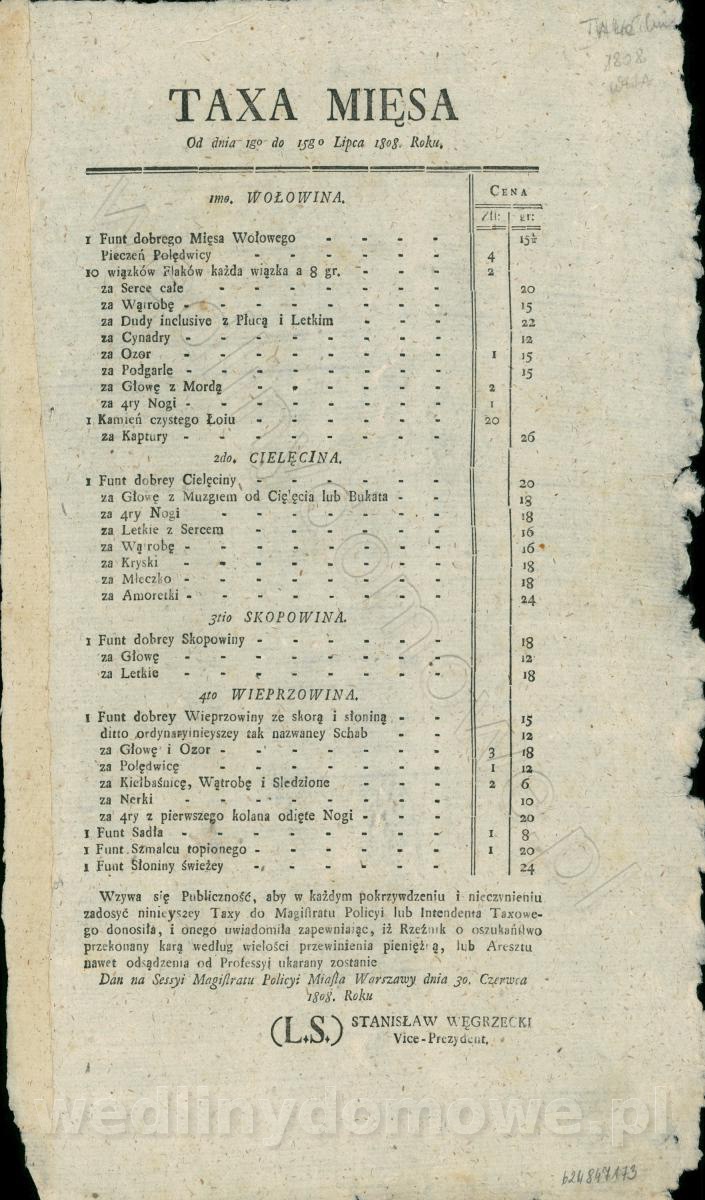 TAXA MIĘSA
Od dnia 1go do 15go Lipca 1808. Roku.
CENA
1mo. WOŁOWINA.
Złł: gr:
1 Funt dobrego Mięsa Wołowego - - - - 15½
Pieczeń Polędwicy - - - - - - 4
10 wiązków Flaków każda wiązka a 8 gr. - - - 2
za Serce całe - - - - - - - 20
za Wątrobę - - - - - - - - 15
za Dudy inclusive z Płucą i Letkim - - - 22
za Cynadry - - - - - - - - 12
za Ozor - - - - - - - - 1 15
za Podgarle - - - - - - - - 15
za Głowę z Mordą - - - - - - 2
za 4ry Nogi - - - - - - - - 1
1 Kamień czystego Łoiu - - - - - - 20
za Kaptury - - - - - - - - 26
2do. CIELĘCINA.
1 Funt dobrey Cielęciny - - - - - - 20
za Głowę z Muzgiem od Cięlęcia lub Bukata - - 18
za 4ry Nogi - - - - - - - 18
za Letkie z Sercem - - - - - - 16
za Wątrobę - - - - - - - - 16
za Kryski - - - - - - - - 18
za Mleczko - - - - - - - - 18
za Amoretki - - - - - - - - 24
3tio SKOPOWINA.
1 Funt dobrey Skopowiny - - - - - - 18
za Głowę - - - - - - - - 12
za Letkie - - - - - - - - 18
4to WIEPRZOWINA.
1 Funt dobrey Wieprzowiny ze skorą i słoniną - - 15
ditto ordynaryinieyszey tak nazwaney Schab - - 12
za Głowę i Ozor - - - - - - - 3 18
za Polędwicę - - - - - - - - 1 12
za Kiełbaśnicę, Wątrobę i Sledzione - - - - 2 6
za Nerki - - - - - - - - 10
za 4ry z pierwszego kolana odięte Nogi - - - 20
1 Funt Sadła - - - - - - - - 1 8
1 Funt Szmalcu topionego - - - - - - 1 20
1 Funt Słoniny świeżey - - - - - - 24
Wzywa się Publiczność, aby w każdym pokrzywdzeniu i nieczynieniu
zadosyć ninieyszey Taxy do Magistratu Policyi lub Intendenta Taxowe-
go donosiła, i onego uwiadomiła zapewniaiąc, iż Rzeźnik o oszukaństwo
przekonany karą według wielości przewinienia pieniężną, lub Aresztu
nawet odsądzenia od Professyi ukarany zostanie
Dan na Sessyi Magistratu Policyi Miasta Warszawy dnia 30. Czerwca
1808. Roku
(L.S.) STANISŁAW WĘGRZECKI
Vice-Prezydent.
wedlinydomowe.pl
wedlinydomowe.pl
1808
624847173